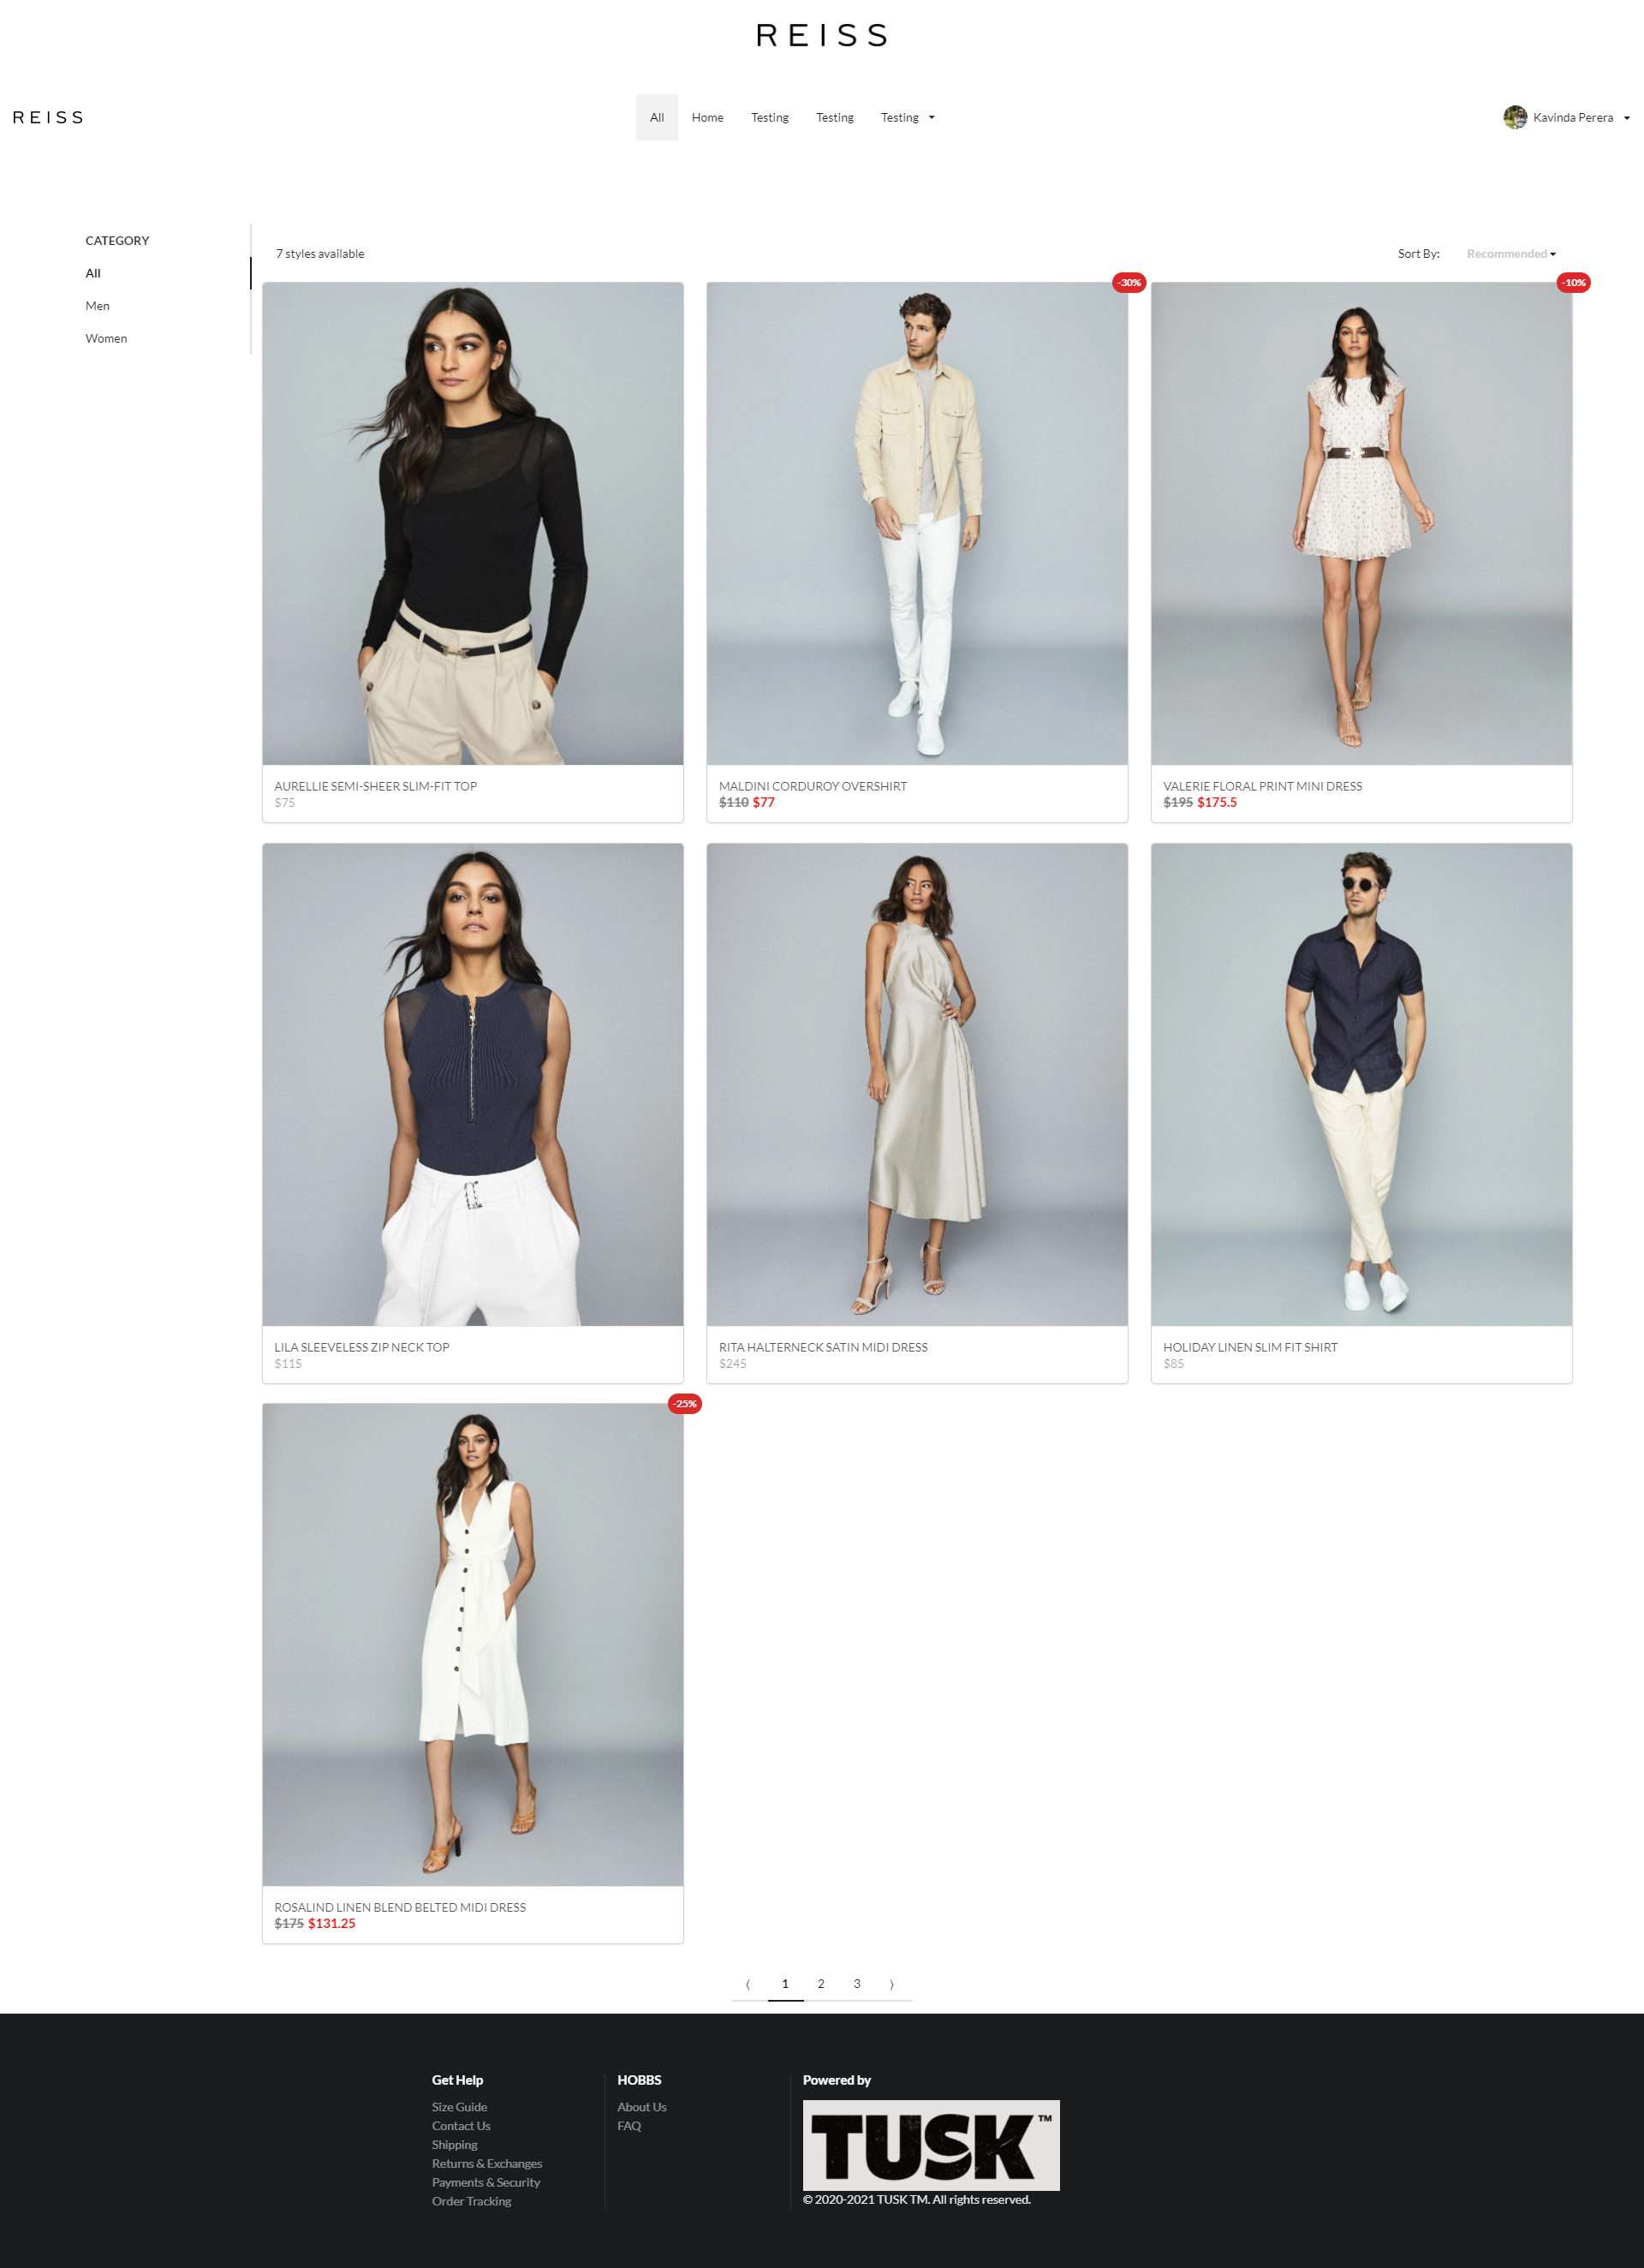 REISS
REISS
All Home Testing Testing Testing
Kavinda Perera
CATEGORY
All
Men
Women
7 styles available
Sort By: Recommended
-30%
-10%
AURELLIE SEMI-SHEER SLIM-FIT TOP
$75
MALDINI CORDUROY OVERSHIRT
$110 $77
VALERIE FLORAL PRINT MINI DRESS
$195 $175.5
LILA SLEEVELESS ZIP NECK TOP
$115
RITA HALTERNECK SATIN MIDI DRESS
$245
HOLIDAY LINEN SLIM FIT SHIRT
$85
-25%
ROSALIND LINEN BLEND BELTED MIDI DRESS
$175 $131.25
⟨ 1 2 3 ⟩
Get Help
Size Guide
Contact Us
Shipping
Returns & Exchanges
Payments & Security
Order Tracking
HOBBS
About Us
FAQ
Powered by
TUSK™
© 2020-2021 TUSK TM. All rights reserved.